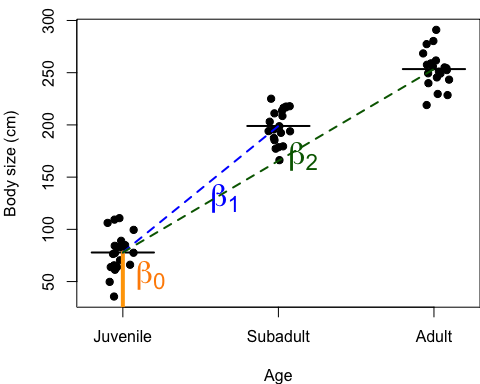 300
250
200
150
100
50
Body size (cm)
β1
β2
β0
Juvenile Subadult Adult
Age